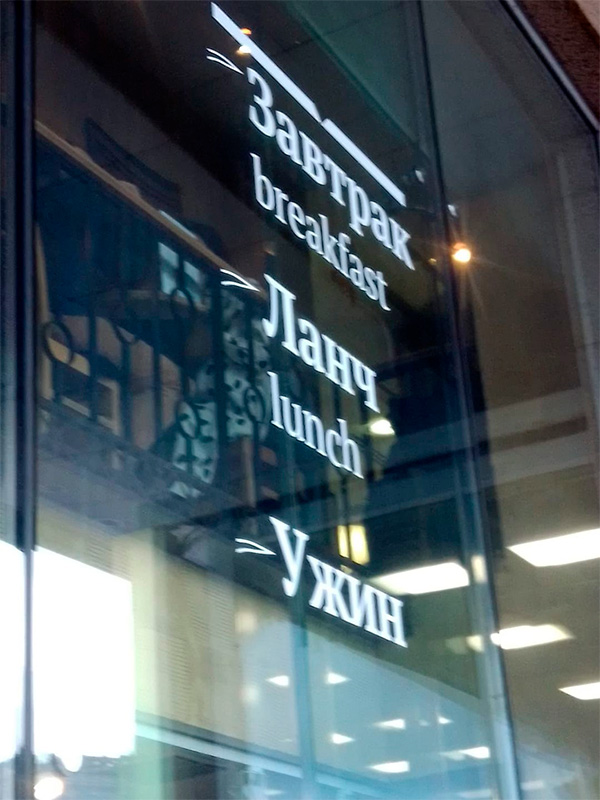 Завтрак
breakfast
Ланч
lunch
Ужин